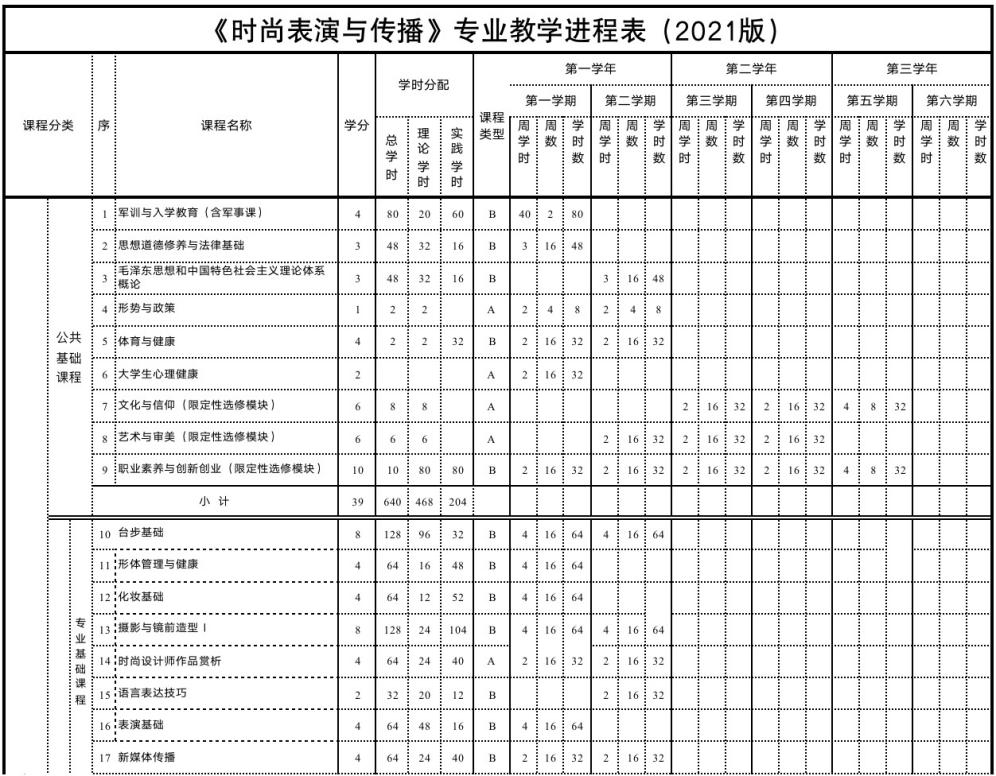 《时尚表演与传播》专业教学进程表（2021版）
课程分类 序 课程名称 学分 学时分配 课程类型 第一学年 第二学年 第三学年
第一学期 第二学期 第三学期 第四学期 第五学期 第六学期
总学时 理论学时 实践学时 周学时 周数 学时数 周学时 周数 学时数 周学时 周数 学时数 周学时 周数 学时数 周学时 周数 学时数 周学时 周数 学时数
公共基础课程
1 军训与入学教育（含军事课） 4 80 20 60 B 40 2 80
2 思想道德修养与法律基础 3 48 32 16 B 3 16 48
3 毛泽东思想和中国特色社会主义理论体系
概论 3 48 32 16 B 3 16 48
4 形势与政策 1 2 2 A 2 4 8 2 4 8
5 体育与健康 4 2 2 32 B 2 16 32 2 16 32
6 大学生心理健康 2 A 2 16 32
7 文化与信仰（限定性选修模块） 6 8 8 A 2 16 32 2 16 32 4 8 32
8 艺术与审美（限定性选修模块） 6 6 6 A 2 16 32 2 16 32 2 16 32
9 职业素养与创新创业（限定性选修模块） 10 10 80 80 B 2 16 32 2 16 32 2 16 32 2 16 32 4 8 32
小 计 39 640 468 204
专业基础课程
10 台步基础 8 128 96 32 B 4 16 64 4 16 64
11 形体管理与健康 4 64 16 48 B 4 16 64
12 化妆基础 4 64 12 52 B 4 16 64
13 摄影与镜前造型Ⅰ 8 128 24 104 B 4 16 64 4 16 64
14 时尚设计师作品赏析 4 64 24 40 A 2 16 32 2 16 32
15 语言表达技巧 2 32 20 12 B 2 16 32
16 表演基础 4 64 48 16 B 4 16 64
17 新媒体传播 4 64 24 40 B 2 16 32 2 16 32